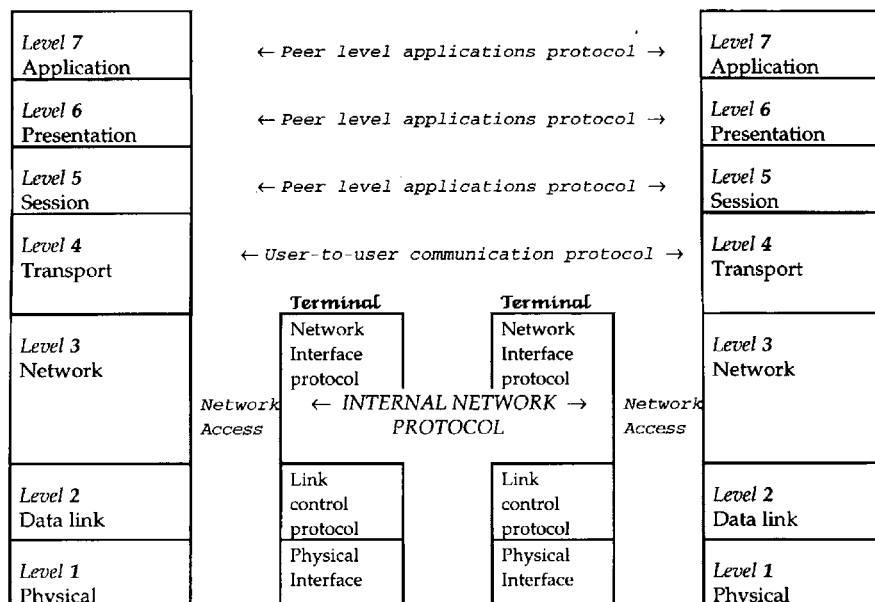 Level 7
Application
← Peer level applications protocol →
Level 7
Application
Level 6
Presentation
← Peer level applications protocol →
Level 6
Presentation
Level 5
Session
← Peer level applications protocol →
Level 5
Session
Level 4
Transport
← User-to-user communication protocol →
Level 4
Transport
Terminal
Terminal
Level 3
Network
Network
Interface
protocol
Network
Interface
protocol
Level 3
Network
Network
Access
← INTERNAL NETWORK →
PROTOCOL
Network
Access
Level 2
Data link
Link
control
protocol
Link
control
protocol
Level 2
Data link
Level 1
Physical
Physical
Interface
Physical
Interface
Level 1
Physical